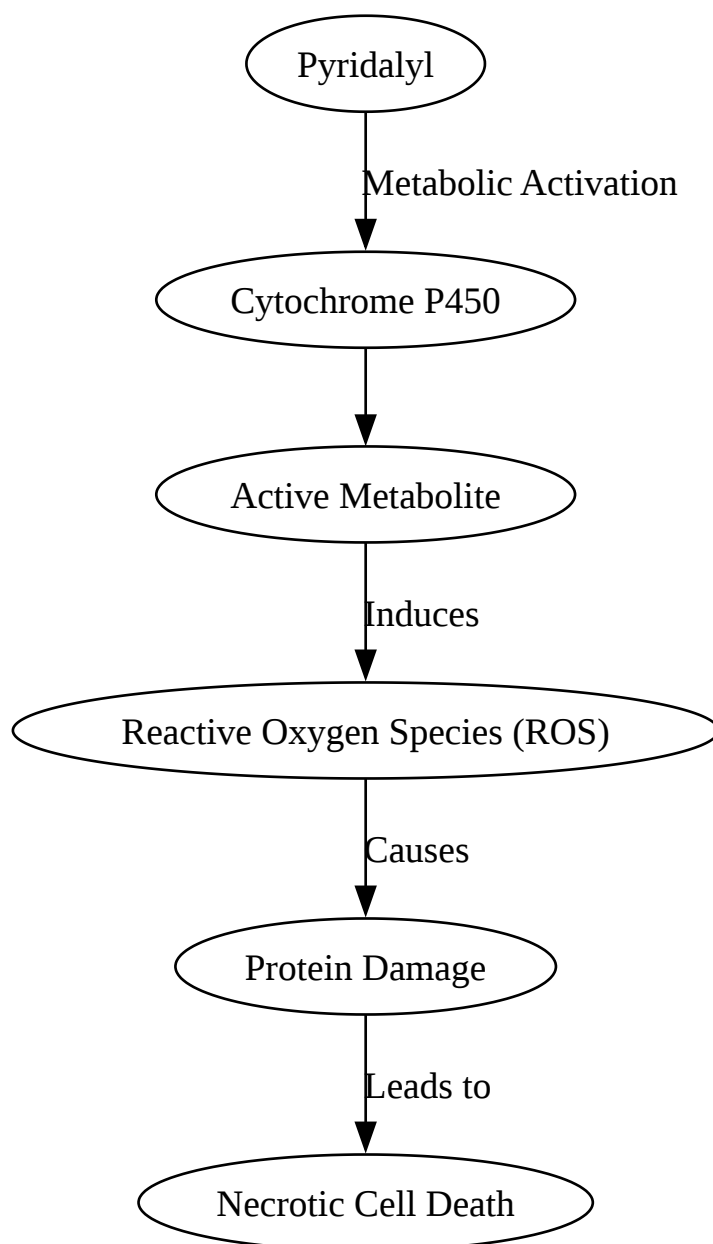 Pyridalyl
Metabolic Activation
Cytochrome P450
Active Metabolite
Induces
Reactive Oxygen Species (ROS)
Causes
Protein Damage
Leads to
Necrotic Cell Death